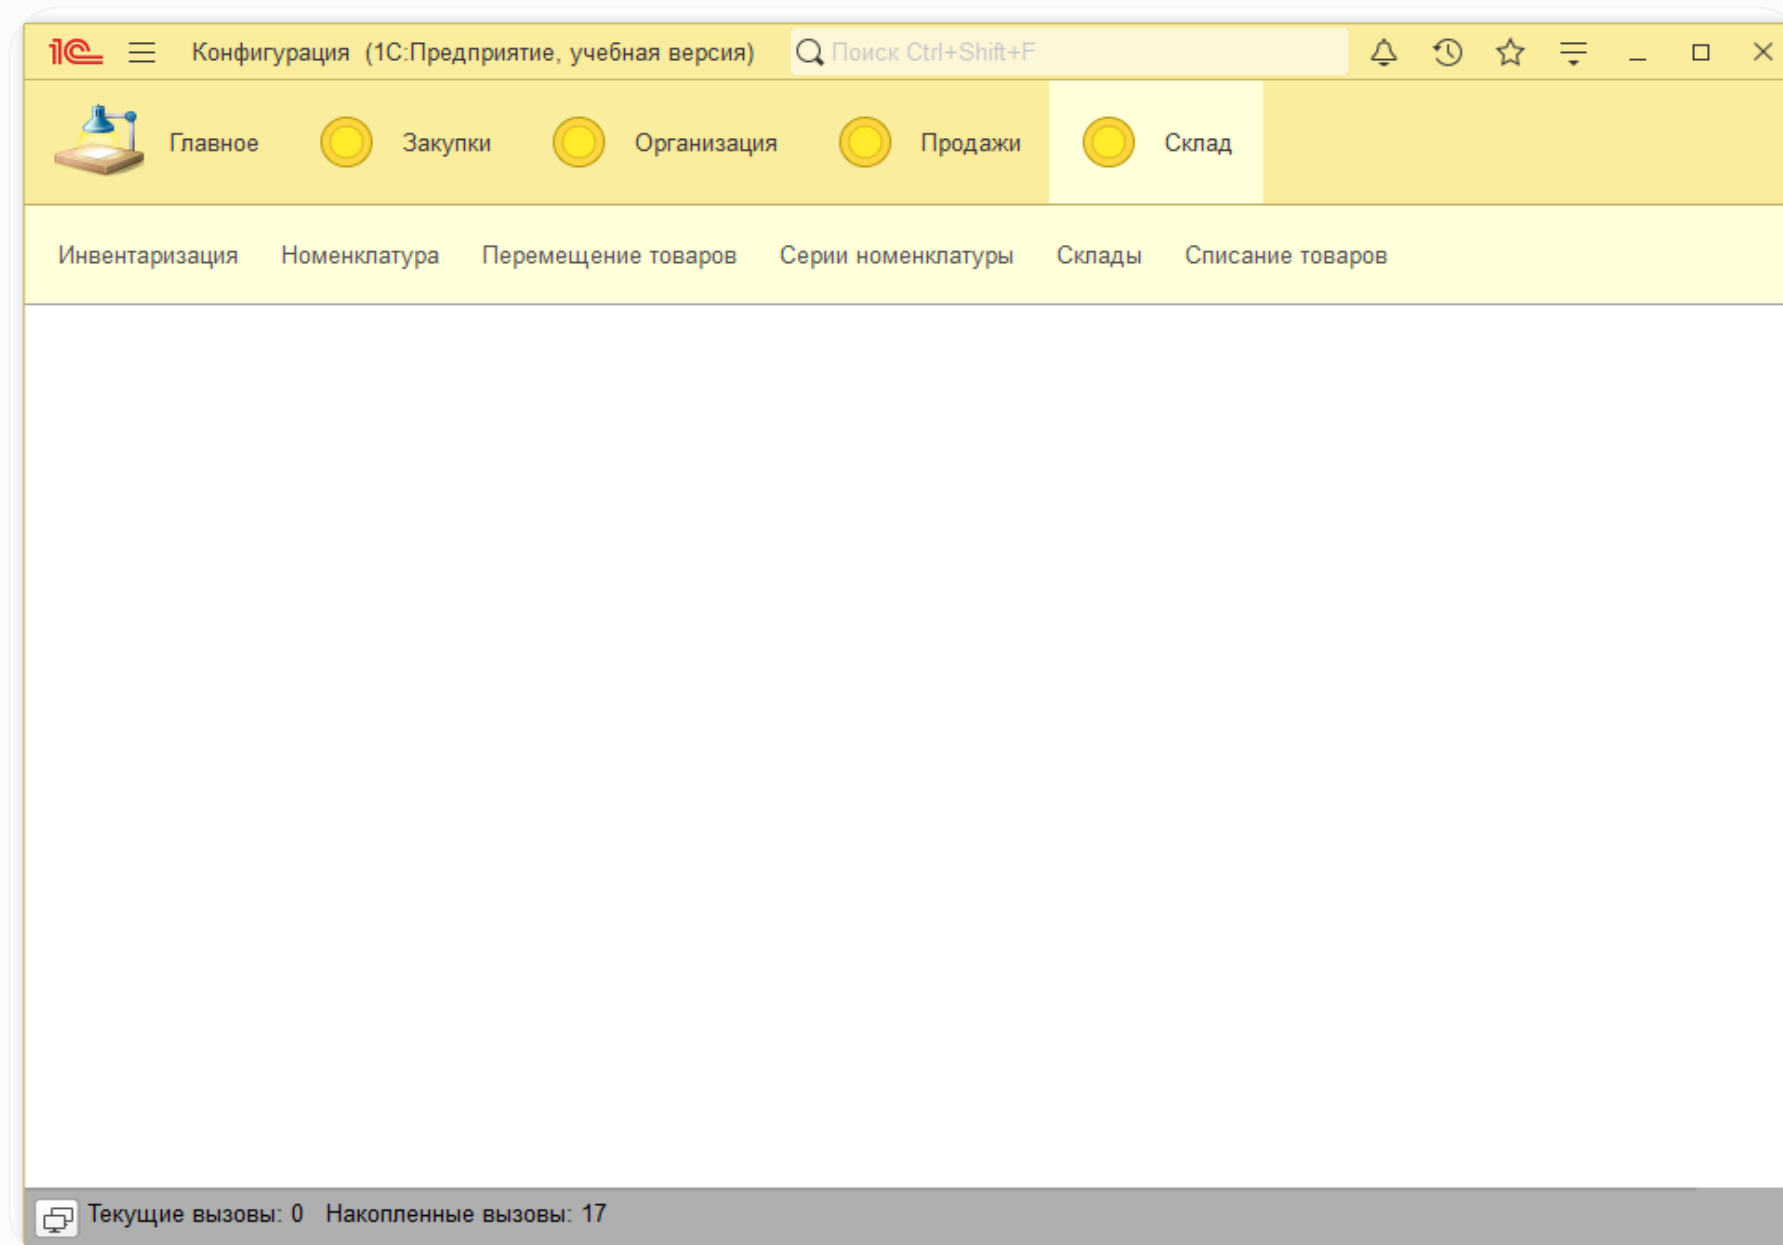 1С Конфигурация (1С:Предприятие, учебная версия) Поиск Ctrl+Shift+F
Главное Закупки Организация Продажи Склад
Инвентаризация Номенклатура Перемещение товаров Серии номенклатуры Склады Списание товаров
Текущие вызовы: 0 Накопленные вызовы: 17